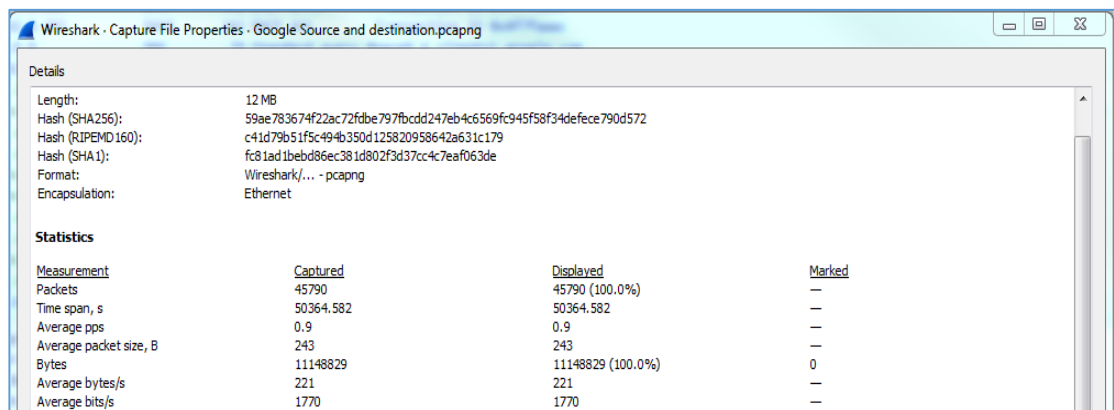 Wireshark · Capture File Properties · Google Source and destination.pcapng
Details
Length: 12 MB
Hash (SHA256): 59ae783674f22ac72fdbe797fbcdd247eb4c6569fc945f58f34defece790d572
Hash (RIPEMD160): c41d79b51f5c494b350d125820958642a631c179
Hash (SHA1): fc81ad1bebd86ec381d802f3d37cc4c7eaf063de
Format: Wireshark/... - pcapng
Encapsulation: Ethernet
Statistics
Measurement Captured Displayed Marked
Packets 45790 45790 (100.0%) —
Time span, s 50364.582 50364.582 —
Average pps 0.9 0.9 —
Average packet size, B 243 243 —
Bytes 11148829 11148829 (100.0%) 0
Average bytes/s 221 221 —
Average bits/s 1770 1770 —